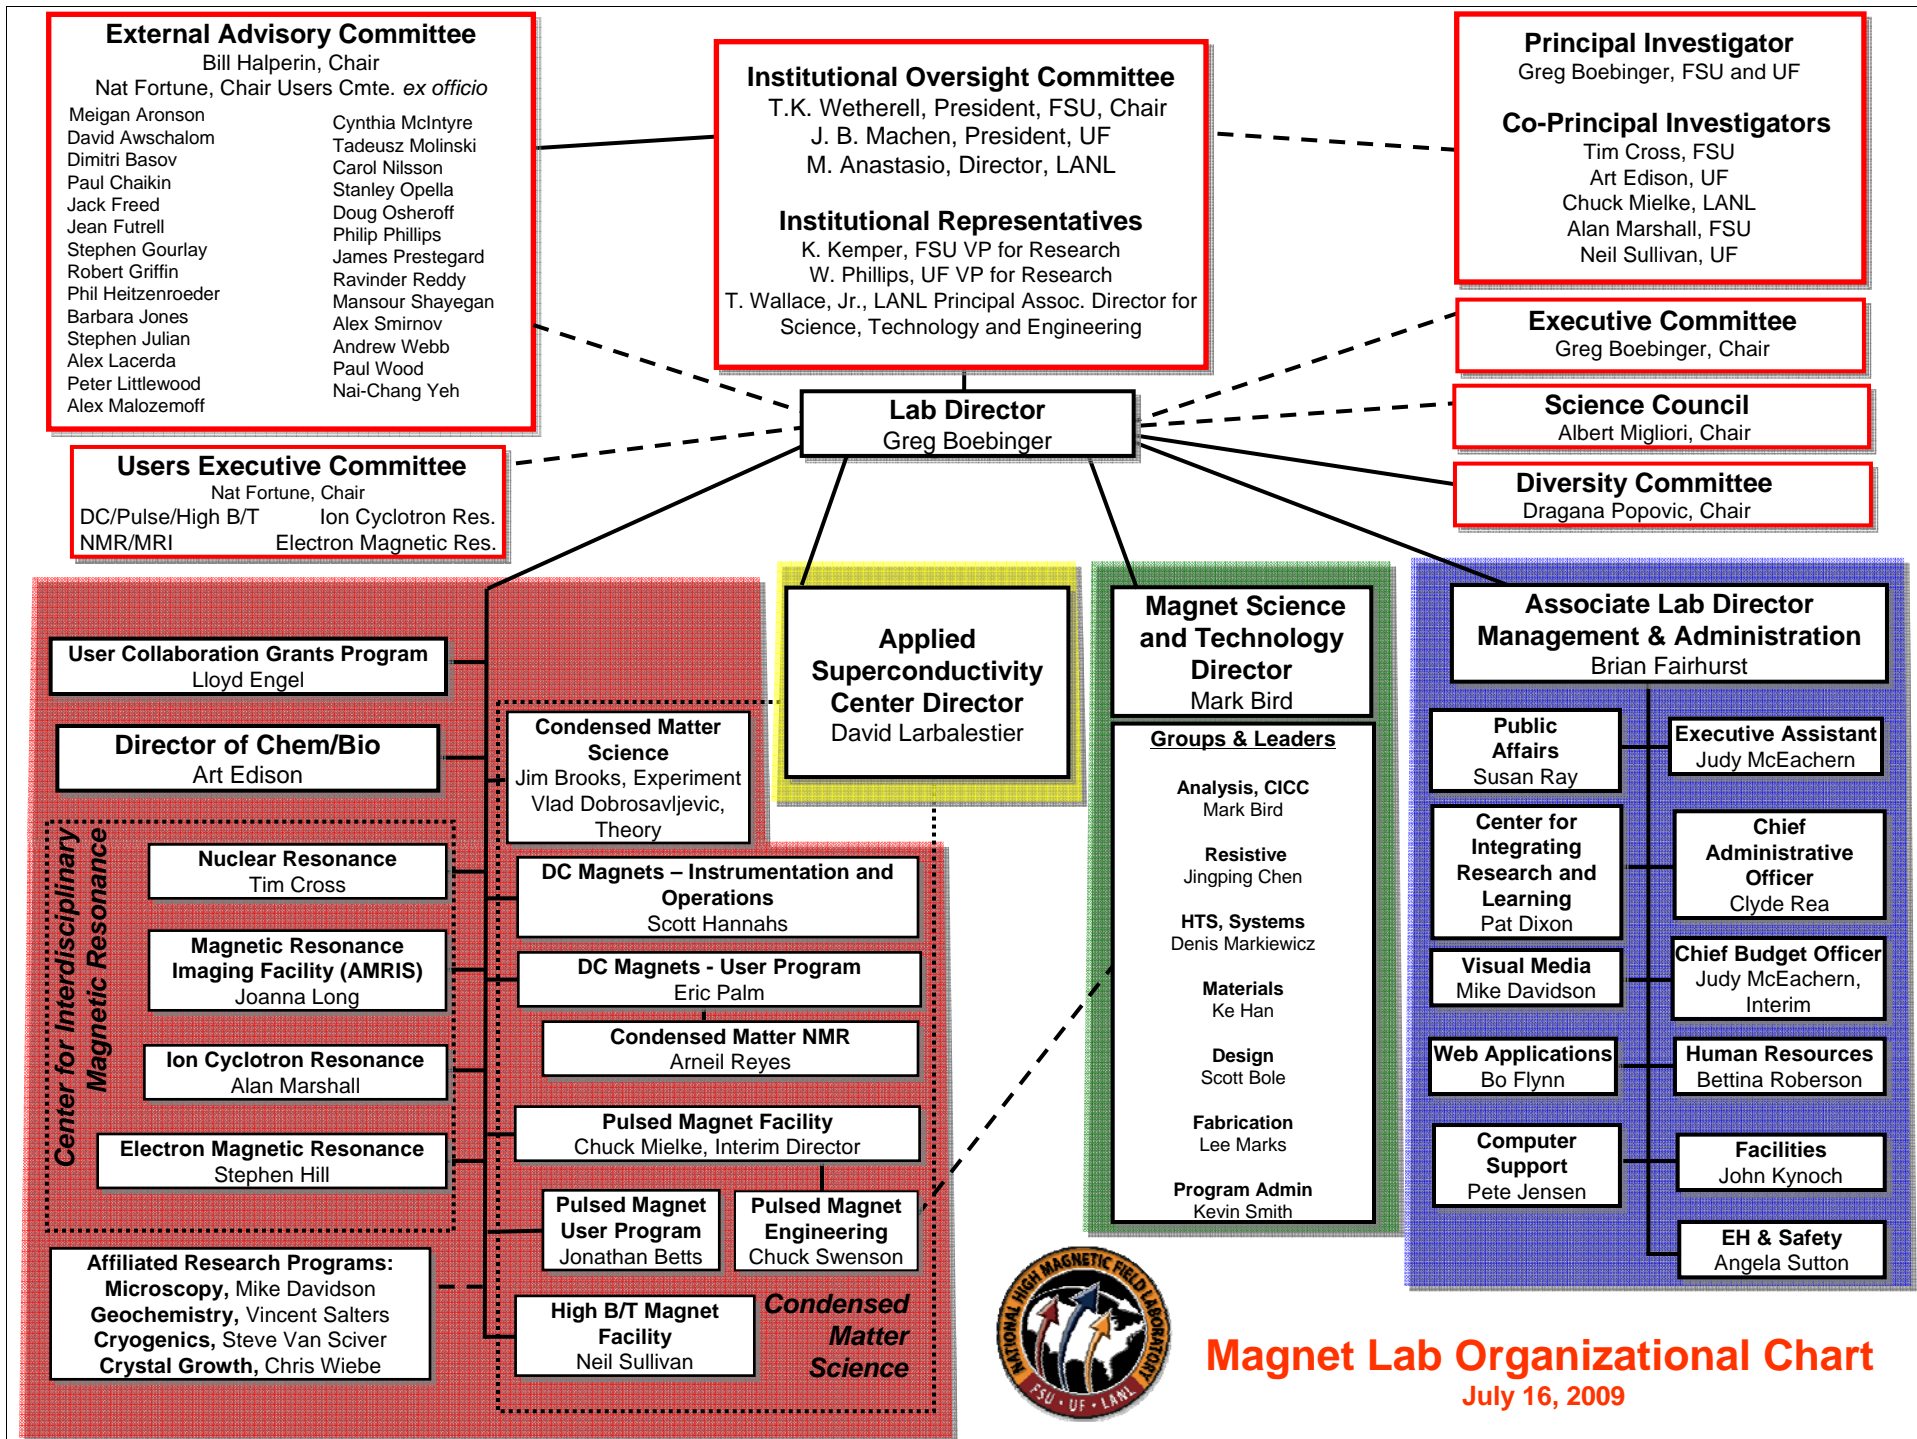 External Advisory Committee
Bill Halperin, Chair
Nat Fortune, Chair Users Cmte. ex officio
Meigan Aronson
David Awschalom
Dimitri Basov
Paul Chaikin
Jack Freed
Jean Futrell
Stephen Gourlay
Robert Griffin
Phil Heitzenroeder
Barbara Jones
Stephen Julian
Alex Lacerda
Peter Littlewood
Alex Malozemoff
Cynthia McIntyre
Tadeusz Molinski
Carol Nilsson
Stanley Opella
Doug Osheroff
Philip Phillips
James Prestegard
Ravinder Reddy
Mansour Shayegan
Alex Smirnov
Andrew Webb
Paul Wood
Nai-Chang Yeh
Institutional Oversight Committee
T.K. Wetherell, President, FSU, Chair
J. B. Machen, President, UF
M. Anastasio, Director, LANL
Institutional Representatives
K. Kemper, FSU VP for Research
W. Phillips, UF VP for Research
T. Wallace, Jr., LANL Principal Assoc. Director for
Science, Technology and Engineering
Principal Investigator
Greg Boebinger, FSU and UF
Co-Principal Investigators
Tim Cross, FSU
Art Edison, UF
Chuck Mielke, LANL
Alan Marshall, FSU
Neil Sullivan, UF
Executive Committee
Greg Boebinger, Chair
Science Council
Albert Migliori, Chair
Diversity Committee
Dragana Popovic, Chair
Lab Director
Greg Boebinger
Users Executive Committee
Nat Fortune, Chair
DC/Pulse/High B/T Ion Cyclotron Res.
NMR/MRI Electron Magnetic Res.
User Collaboration Grants Program
Lloyd Engel
Director of Chem/Bio
Art Edison
Center for Interdisciplinary
Magnetic Resonance
Nuclear Resonance
Tim Cross
Magnetic Resonance
Imaging Facility (AMRIS)
Joanna Long
Ion Cyclotron Resonance
Alan Marshall
Electron Magnetic Resonance
Stephen Hill
Affiliated Research Programs:
Microscopy, Mike Davidson
Geochemistry, Vincent Salters
Cryogenics, Steve Van Sciver
Crystal Growth, Chris Wiebe
Condensed Matter
Science
Jim Brooks, Experiment
Vlad Dobrosavljevic,
Theory
DC Magnets – Instrumentation and
Operations
Scott Hannahs
DC Magnets - User Program
Eric Palm
Condensed Matter NMR
Arneil Reyes
Pulsed Magnet Facility
Chuck Mielke, Interim Director
Pulsed Magnet
User Program
Jonathan Betts
Pulsed Magnet
Engineering
Chuck Swenson
High B/T Magnet
Facility
Neil Sullivan
Condensed
Matter
Science
Applied
Superconductivity
Center Director
David Larbalestier
Magnet Science
and Technology
Director
Mark Bird
Groups & Leaders
Analysis, CICC
Mark Bird
Resistive
Jingping Chen
HTS, Systems
Denis Markiewicz
Materials
Ke Han
Design
Scott Bole
Fabrication
Lee Marks
Program Admin
Kevin Smith
Associate Lab Director
Management & Administration
Brian Fairhurst
Public
Affairs
Susan Ray
Executive Assistant
Judy McEachern
Center for
Integrating
Research and
Learning
Pat Dixon
Chief
Administrative
Officer
Clyde Rea
Visual Media
Mike Davidson
Chief Budget Officer
Judy McEachern,
Interim
Web Applications
Bo Flynn
Human Resources
Bettina Roberson
Computer
Support
Pete Jensen
Facilities
John Kynoch
EH & Safety
Angela Sutton
NATIONAL HIGH MAGNETIC FIELD LABORATORY
FSU · UF · LANL
Magnet Lab Organizational Chart
July 16, 2009